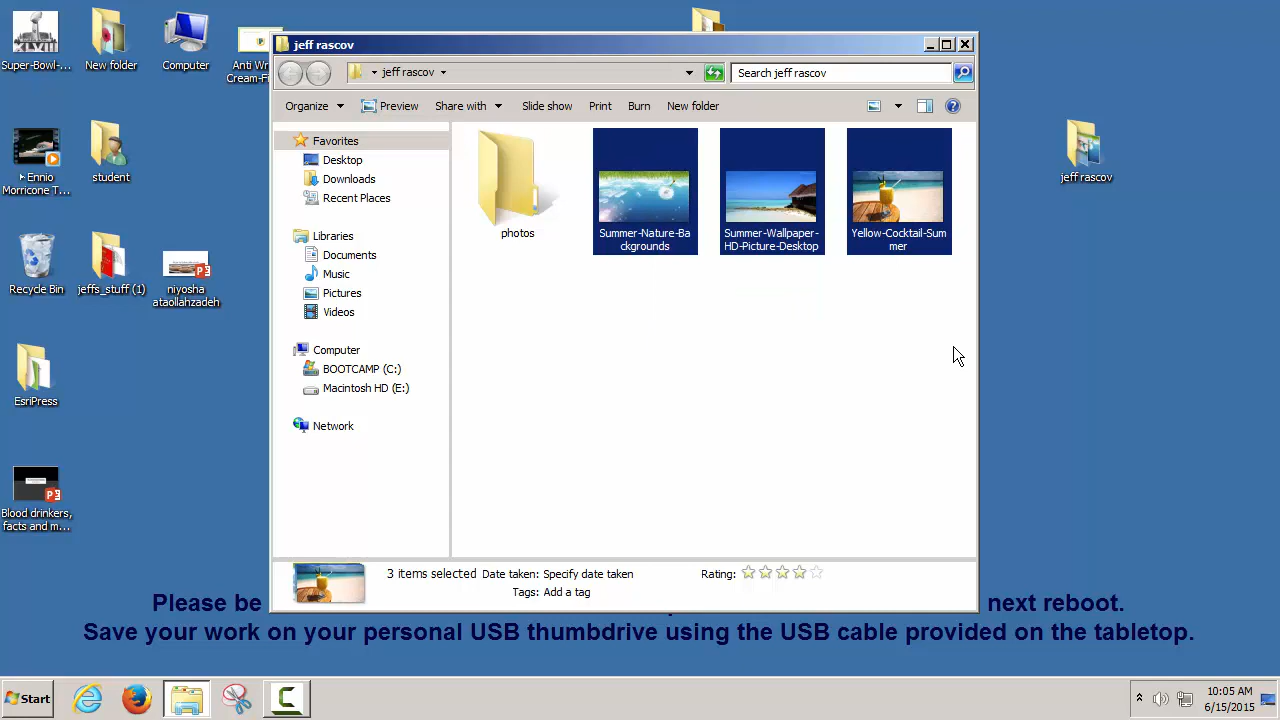 Super-Bowl-...
New folder
Computer
Anti Wr
Cream-Fi
Ennio
Morricone T...
student
Recycle Bin
jeffs_stuff (1)
niyosha
ataollahzadeh
EsriPress
Blood drinkers,
facts and m...
jeff rascov
jeff rascov
Search jeff rascov
Organize Preview Share with Slide show Print Burn New folder
Favorites
Desktop
Downloads
Recent Places
Libraries
Documents
Music
Pictures
Videos
Computer
BOOTCAMP (C:)
Macintosh HD (E:)
Network
photos
Summer-Nature-Ba
ckgrounds
Summer-Wallpaper-
HD-Picture-Desktop
Yellow-Cocktail-Sum
mer
3 items selected Date taken: Specify date taken Rating:
Tags: Add a tag
jeff rascov
Please be next reboot.
Save your work on your personal USB thumbdrive using the USB cable provided on the tabletop.
Start
10:05 AM
6/15/2015